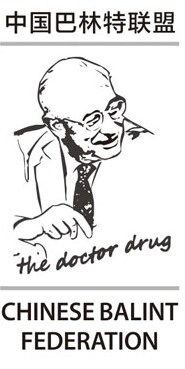 中国巴林特联盟
"the doctor drug
CHINESE BALINT
FEDERATION